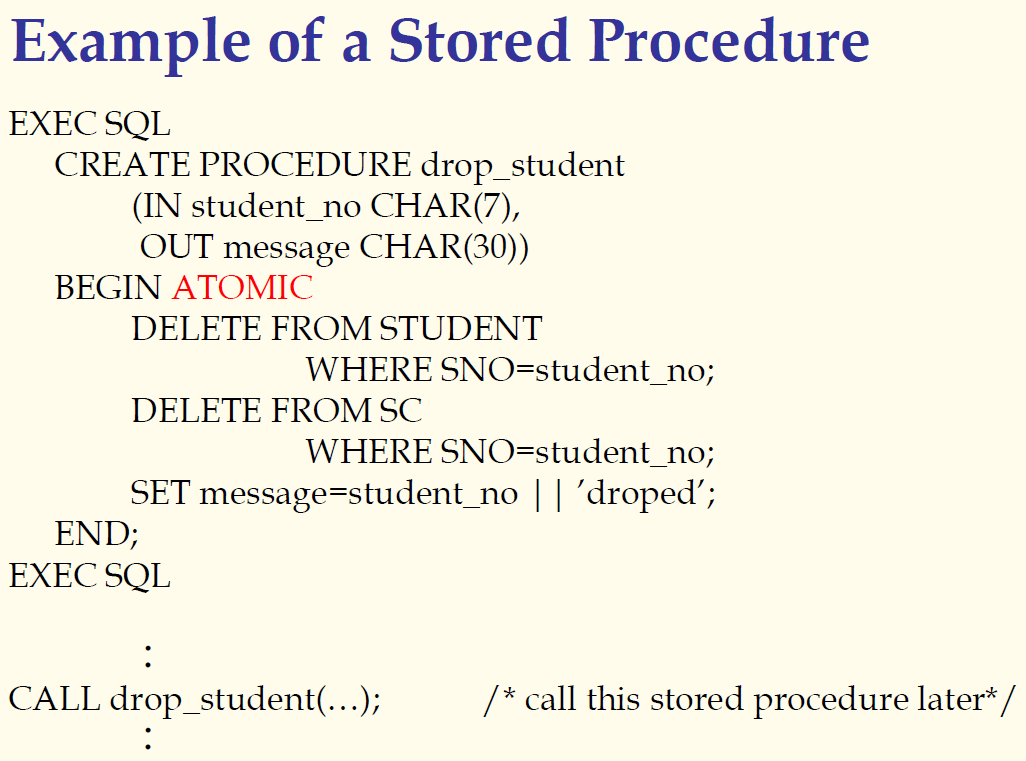 Example of a Stored Procedure
EXEC SQL
CREATE PROCEDURE drop_student
(IN student_no CHAR(7),
OUT message CHAR(30))
BEGIN ATOMIC
DELETE FROM STUDENT
WHERE SNO=student_no;
DELETE FROM SC
WHERE SNO=student_no;
SET message=student_no || ’droped’;
END;
EXEC SQL
:
CALL drop_student(…); /* call this stored procedure later*/
: